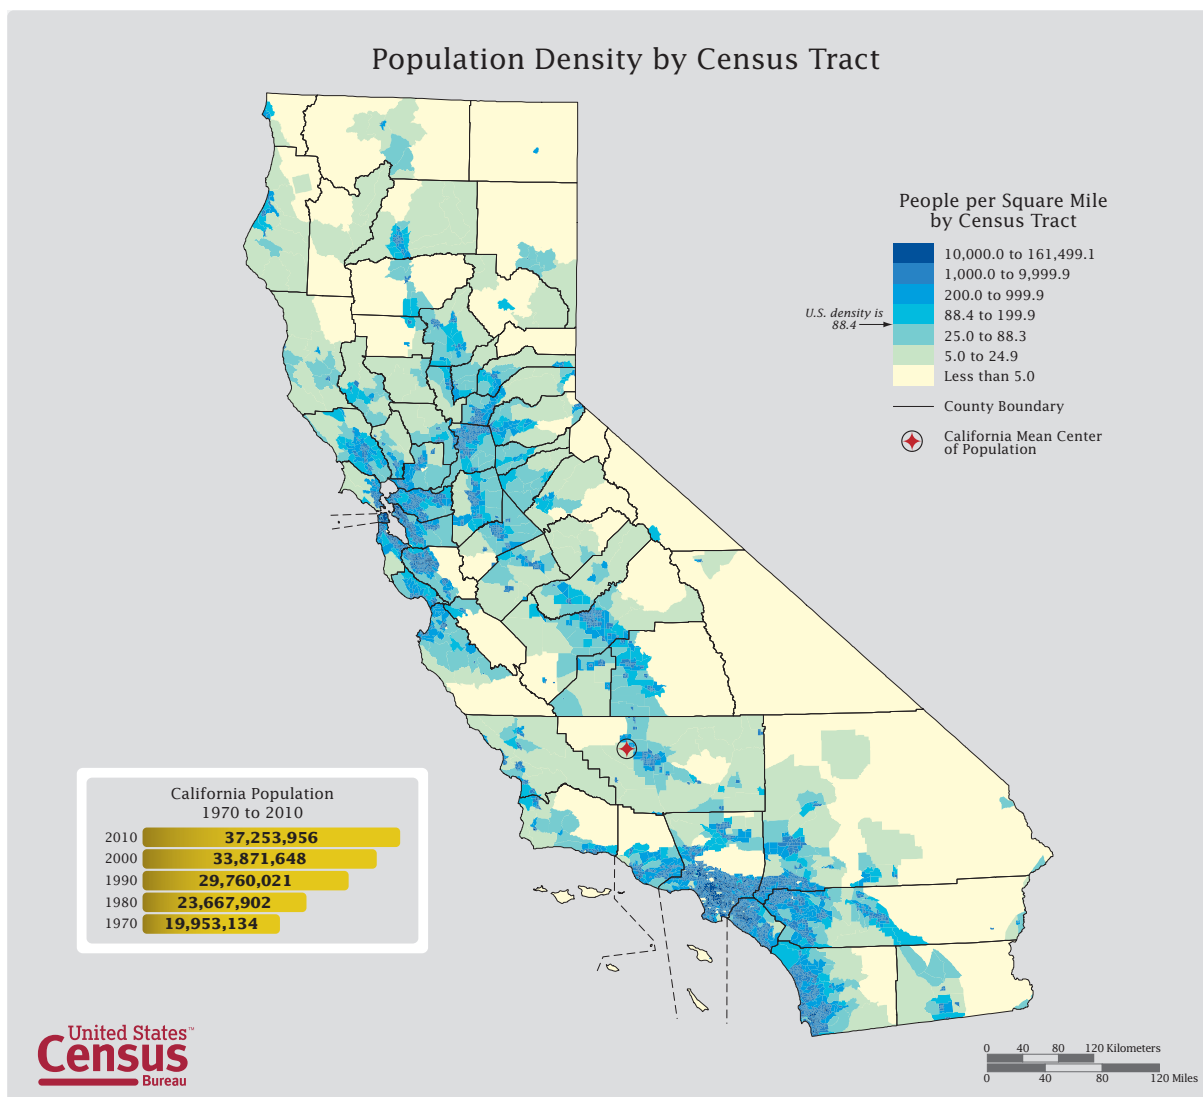 Population Density by Census Tract
People per Square Mile
by Census Tract
10,000.0 to 161,499.1
1,000.0 to 9,999.9
200.0 to 999.9
88.4 to 199.9
25.0 to 88.3
5.0 to 24.9
Less than 5.0
U.S. density is
88.4
County Boundary
California Mean Center
of Population
California Population
1970 to 2010
2010 37,253,956
2000 33,871,648
1990 29,760,021
1980 23,667,902
1970 19,953,134
United States™
Census
Bureau
0 40 80 120 Kilometers
0 40 80 120 Miles